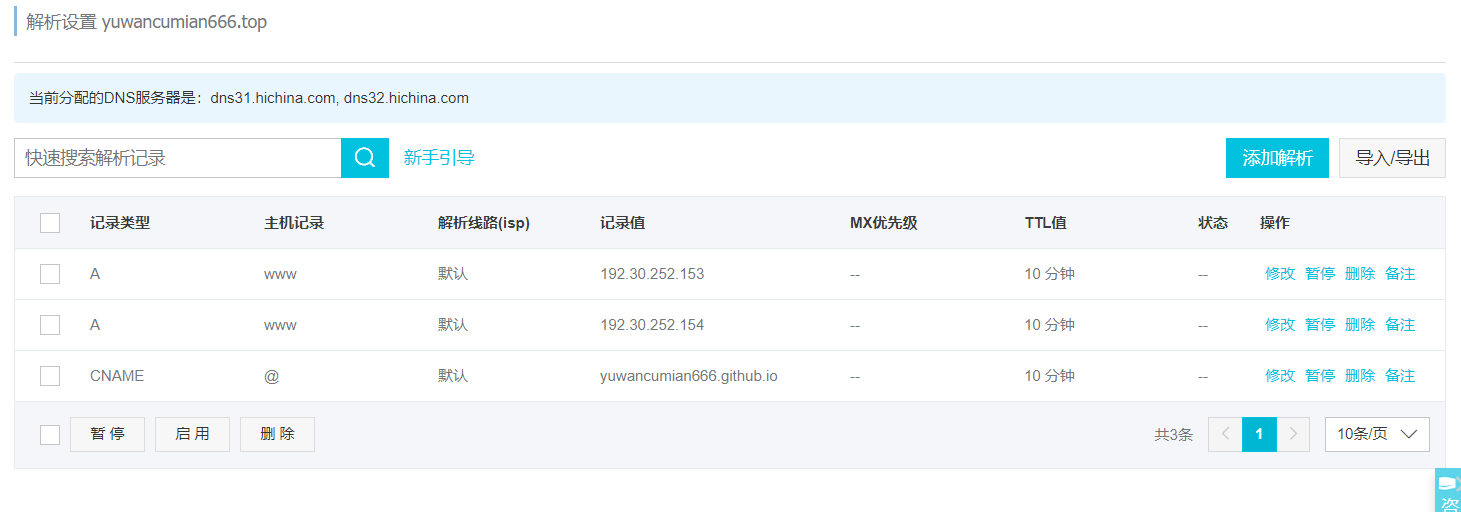 解析设置 yuwancumian666.top
当前分配的DNS服务器是：dns31.hichina.com, dns32.hichina.com
快速搜索解析记录 新手引导 添加解析 导入/导出
记录类型 主机记录 解析线路(isp) 记录值 MX优先级 TTL值 状态 操作
A www 默认 192.30.252.153 -- 10 分钟 -- 修改 暂停 删除 备注
A www 默认 192.30.252.154 -- 10 分钟 -- 修改 暂停 删除 备注
CNAME @ 默认 yuwancumian666.github.io -- 10 分钟 -- 修改 暂停 删除 备注
暂 停 启 用 删 除 共3条 1 10条/页
咨